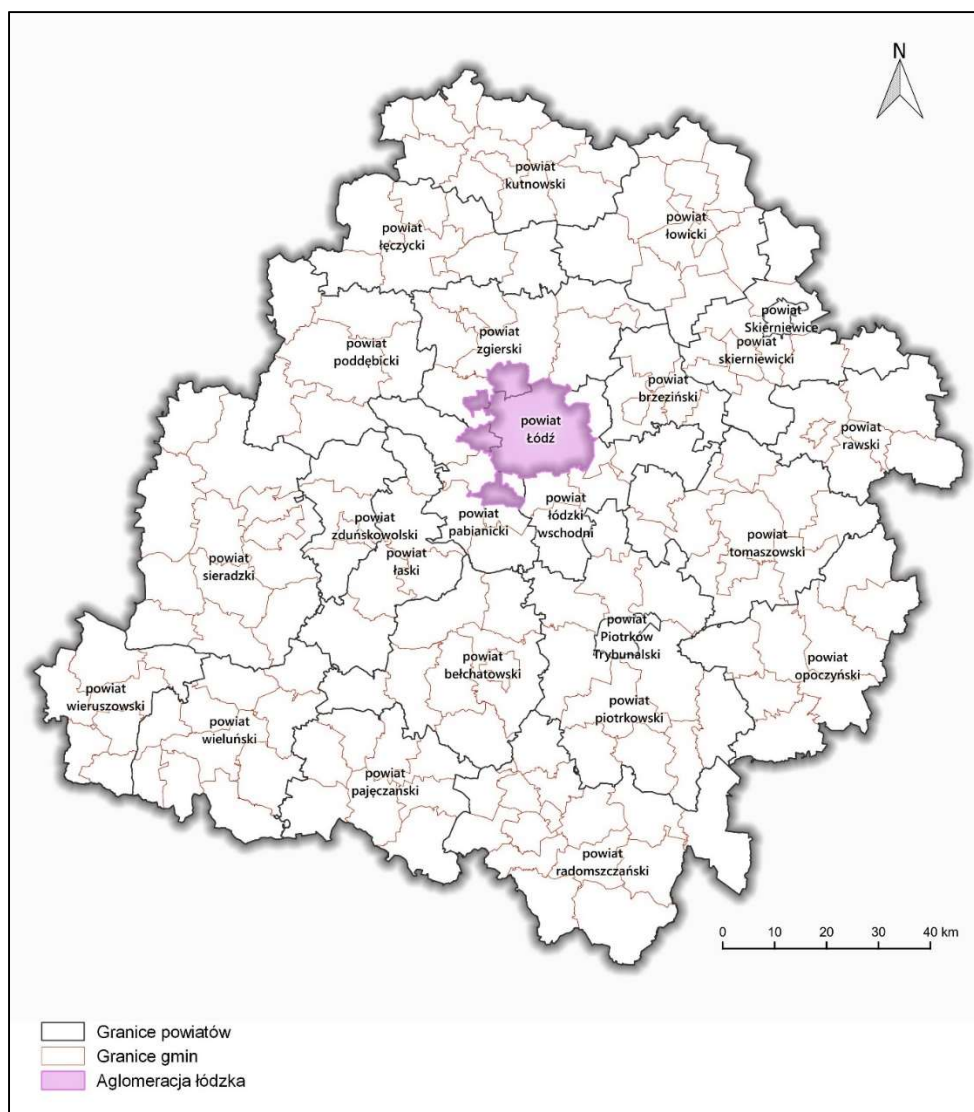 N
powiat
kutnowski
powiat
łowicki
powiat
łęczycki
powiat
Skierniewice
powiat
skierniewicki
powiat
zgierski
powiat
poddębicki
powiat
brzeziński
powiat
Łódź
powiat
rawski
powiat
łódzki
wschodni
powiat
pabianicki
powiat
zduńskowolski
powiat
łaski
powiat
tomaszowski
powiat
sieradzki
powiat
Piotrków
Trybunalski
powiat
bełchatowski
powiat
opoczyński
powiat
wieruszowski
powiat
piotrkowski
powiat
wieluński
powiat
pajęczański
powiat
radomszczański
0 10 20 30 40 km
Granice powiatów
Granice gmin
Aglomeracja łódzka